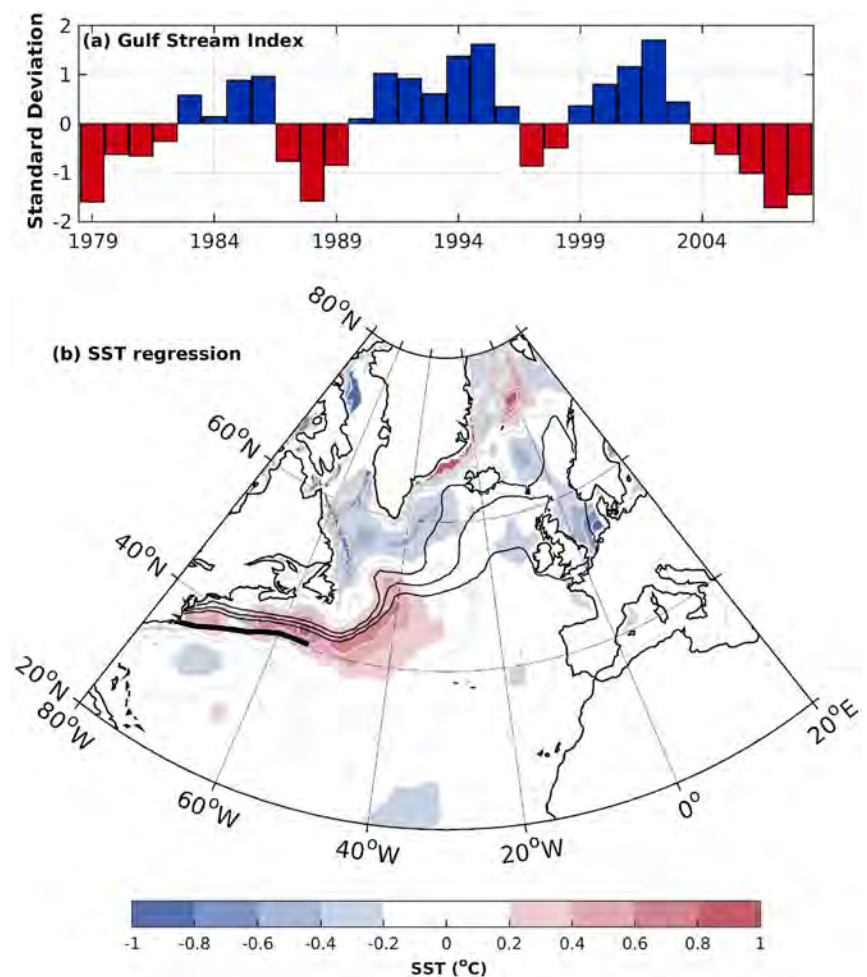 (a) Gulf Stream Index
Standard Deviation
2
1
0
-1
-2
1979 1984 1989 1994 1999 2004
(b) SST regression
80°N
60°N
40°N
20°N
80°W
60°W
40°W
20°W
0°
20°E
-1 -0.8 -0.6 -0.4 -0.2 0 0.2 0.4 0.6 0.8 1
SST (°C)